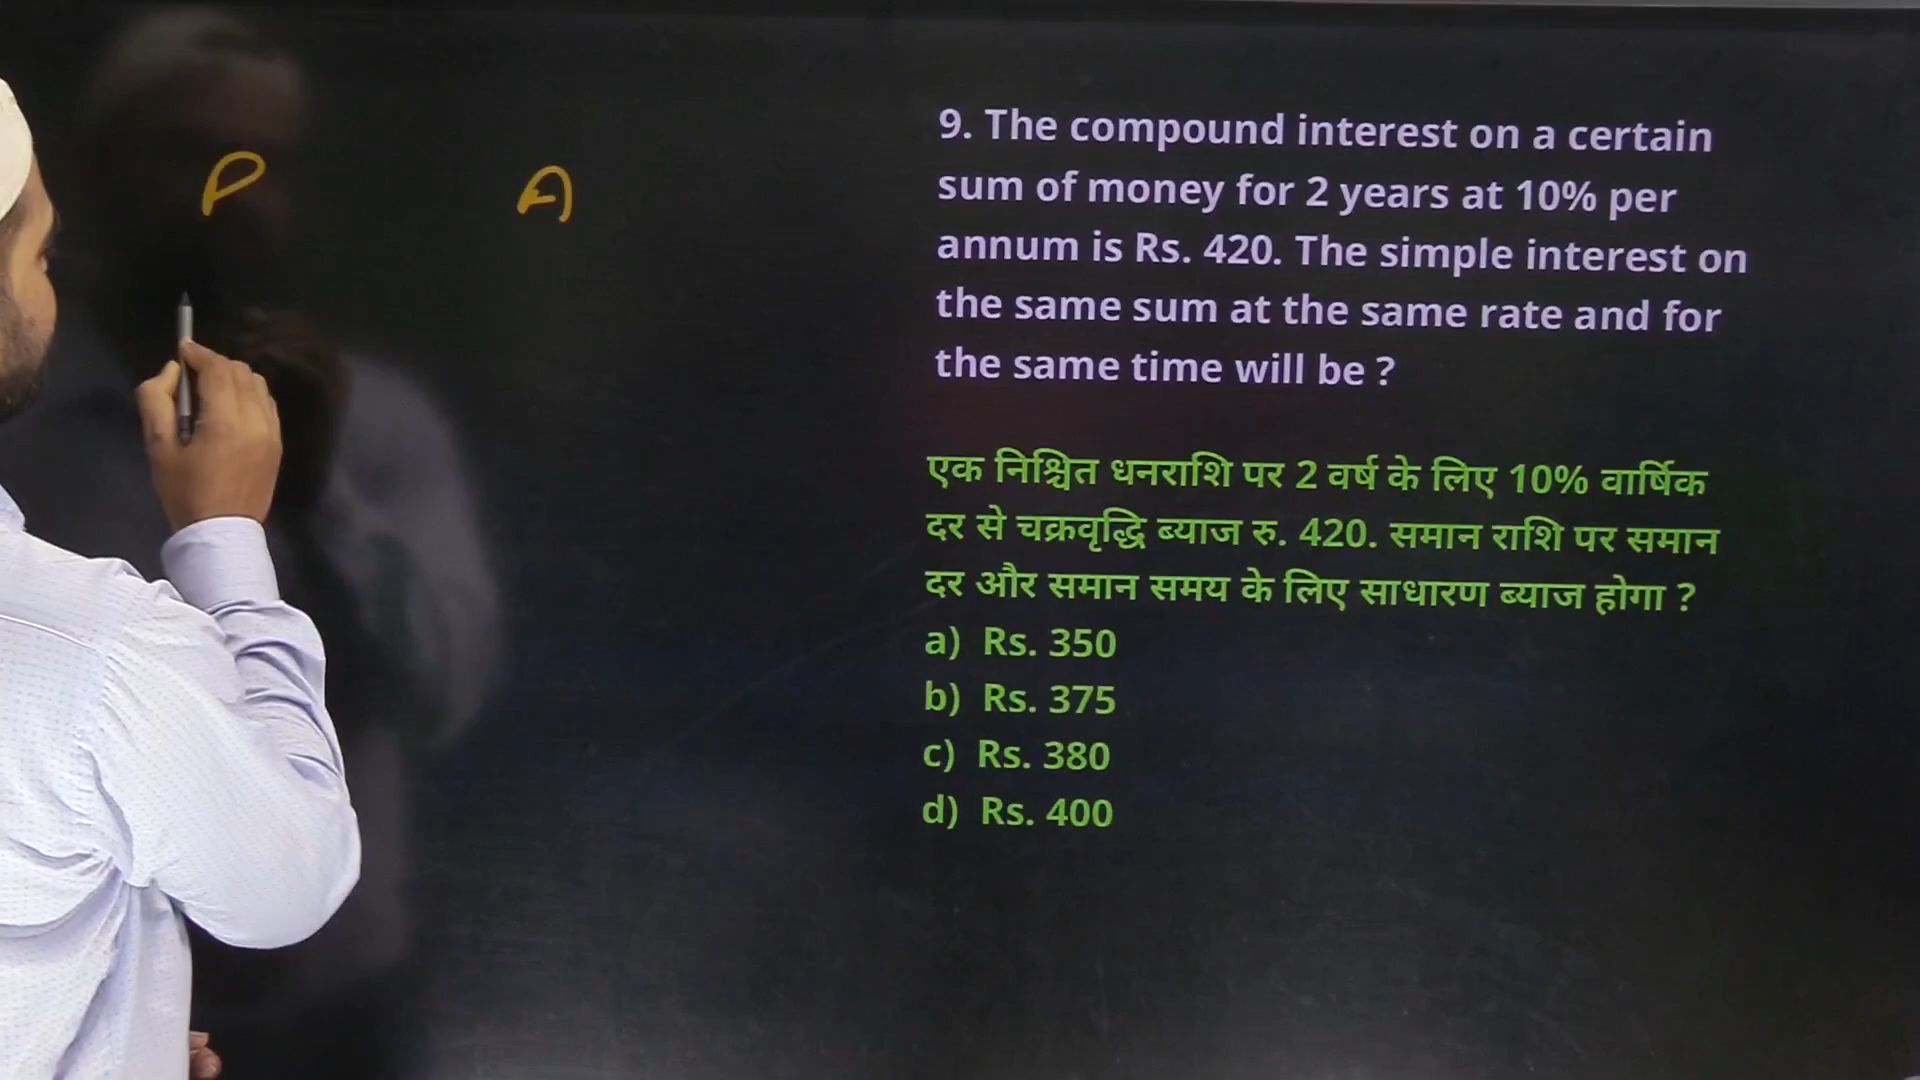 P A
9. The compound interest on a certain
sum of money for 2 years at 10% per
annum is Rs. 420. The simple interest on
the same sum at the same rate and for
the same time will be ?
एक निश्चित धनराशि पर 2 वर्ष के लिए 10% वार्षिक
दर से चक्रवृद्धि ब्याज रु. 420. समान राशि पर समान
दर और समान समय के लिए साधारण ब्याज होगा ?
a) Rs. 350
b) Rs. 375
c) Rs. 380
d) Rs. 400